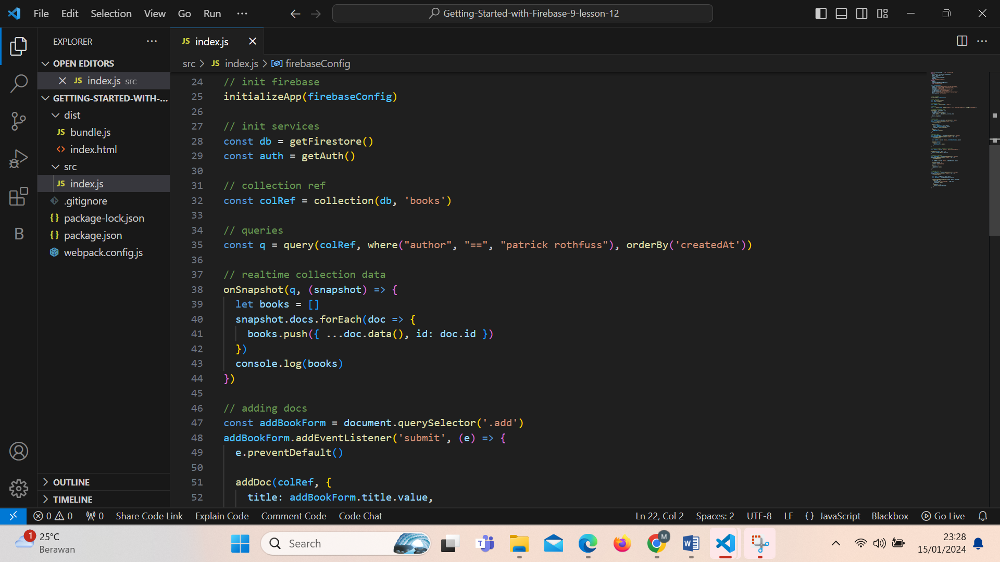 File Edit Selection View Go Run ···
Getting-Started-with-Firebase-9-lesson-12
EXPLORER
OPEN EDITORS
JS index.js src
GETTING-STARTED-WITH-...
dist
JS bundle.js
<> index.html
src
JS index.js
.gitignore
{} package-lock.json
{} package.json
webpack.config.js
B
OUTLINE
TIMELINE
JS index.js
src > JS index.js > firebaseConfig
24 // init firebase
25 initializeApp(firebaseConfig)
26
27 // init services
28 const db = getFirestore()
29 const auth = getAuth()
30
31 // collection ref
32 const colRef = collection(db, 'books')
33
34 // queries
35 const q = query(colRef, where("author", "==", "patrick rothfuss"), orderBy('createdAt'))
36
37 // realtime collection data
38 onSnapshot(q, (snapshot) => {
39   let books = []
40   snapshot.docs.forEach(doc => {
41     books.push({ ...doc.data(), id: doc.id })
42   })
43   console.log(books)
44 })
45
46 // adding docs
47 const addBookForm = document.querySelector('.add')
48 addBookForm.addEventListener('submit', (e) => {
49   e.preventDefault()
50
51   addDoc(colRef, {
52     title: addBookForm.title.value,
0 0 0 Share Code Link Explain Code Comment Code Code Chat Ln 22, Col 2 Spaces: 2 UTF-8 LF {} JavaScript Blackbox Go Live
1 25°C
Berawan
Search
T
M
W
23:28
15/01/2024